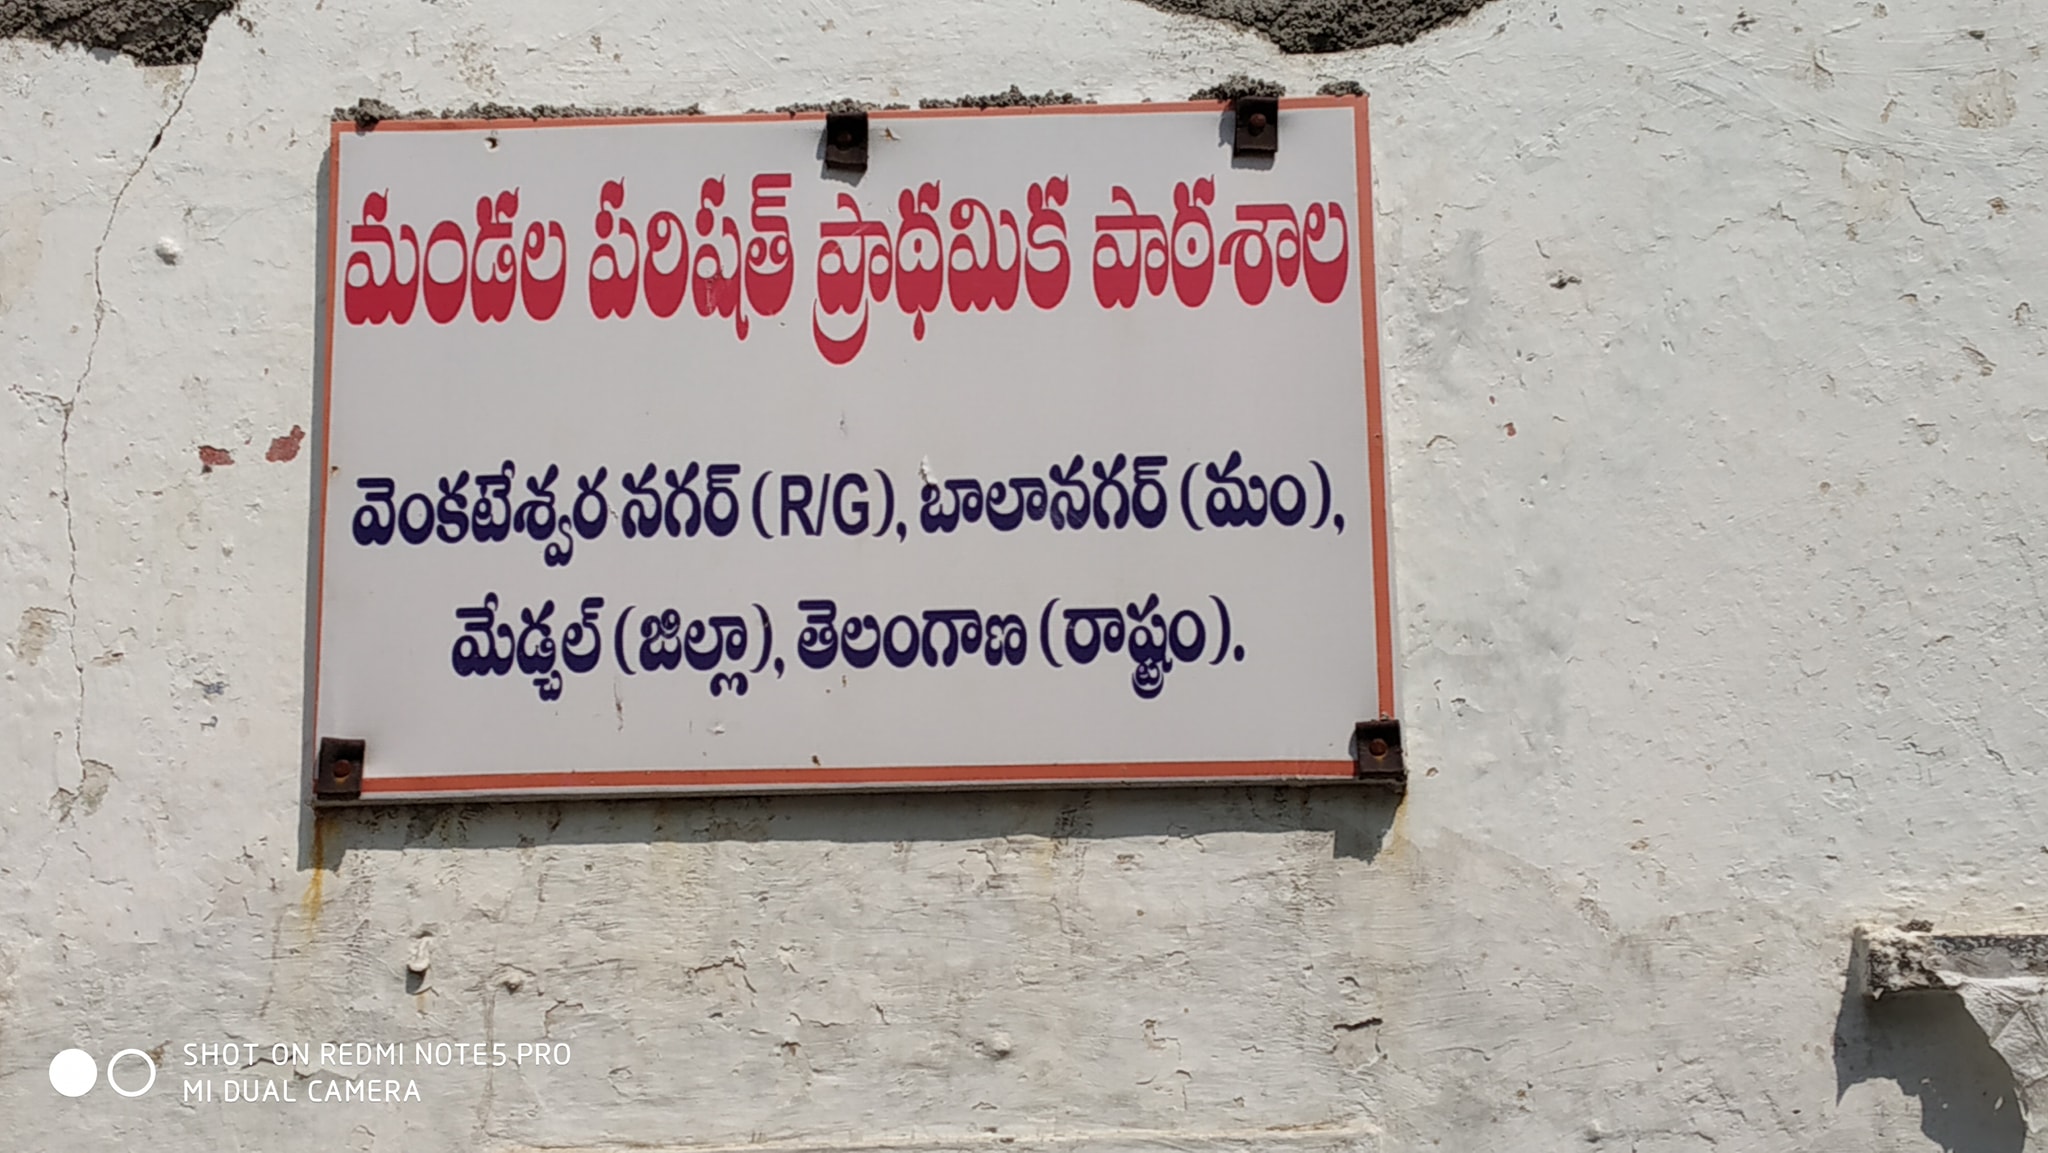 మండల పరిషత్ ప్రాథమిక పాఠశాల
వెంకటేశ్వర నగర్ (R/G), బాలానగర్ (మం),
మేడ్చల్ (జిల్లా), తెలంగాణ (రాష్ట్రం).
SHOT ON REDMI NOTE5 PRO
MI DUAL CAMERA